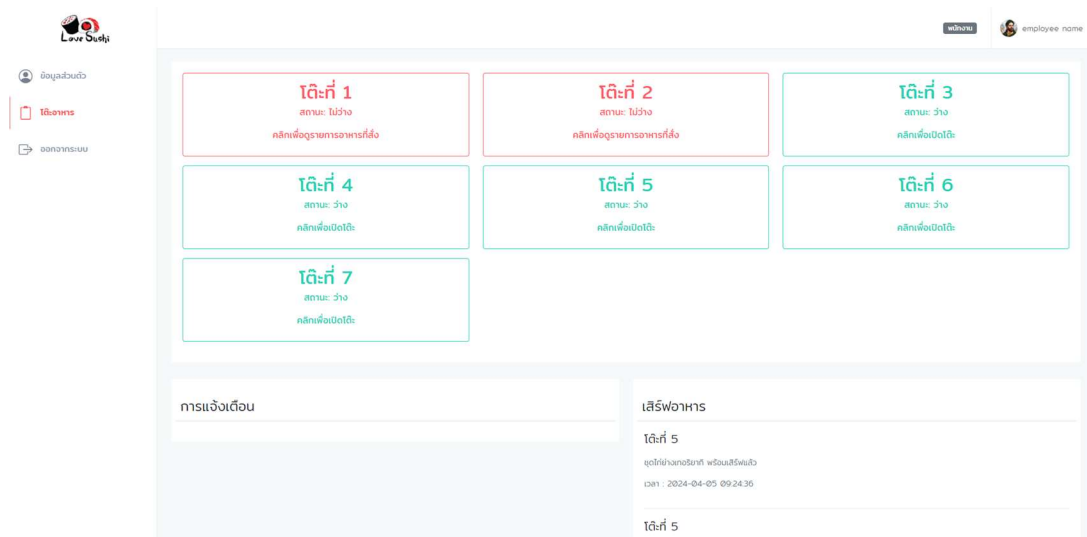 Love Sushi
พนักงาน
employee name
ข้อมูลส่วนตัว
โต๊ะอาหาร
ออกจากระบบ
โต๊ะที่ 1
สถานะ: ไม่ว่าง
คลิกเพื่อดูรายการอาหารที่สั่ง
โต๊ะที่ 2
สถานะ: ไม่ว่าง
คลิกเพื่อดูรายการอาหารที่สั่ง
โต๊ะที่ 3
สถานะ: ว่าง
คลิกเพื่อเปิดโต๊ะ
โต๊ะที่ 4
สถานะ: ว่าง
คลิกเพื่อเปิดโต๊ะ
โต๊ะที่ 5
สถานะ: ว่าง
คลิกเพื่อเปิดโต๊ะ
โต๊ะที่ 6
สถานะ: ว่าง
คลิกเพื่อเปิดโต๊ะ
โต๊ะที่ 7
สถานะ: ว่าง
คลิกเพื่อเปิดโต๊ะ
การแจ้งเตือน
เสิร์ฟอาหาร
โต๊ะที่ 5
ชุดไก่ย่างเทอริยากิ พร้อมเสิร์ฟแล้ว
เวลา : 2024-04-05 09:24:36
โต๊ะที่ 5